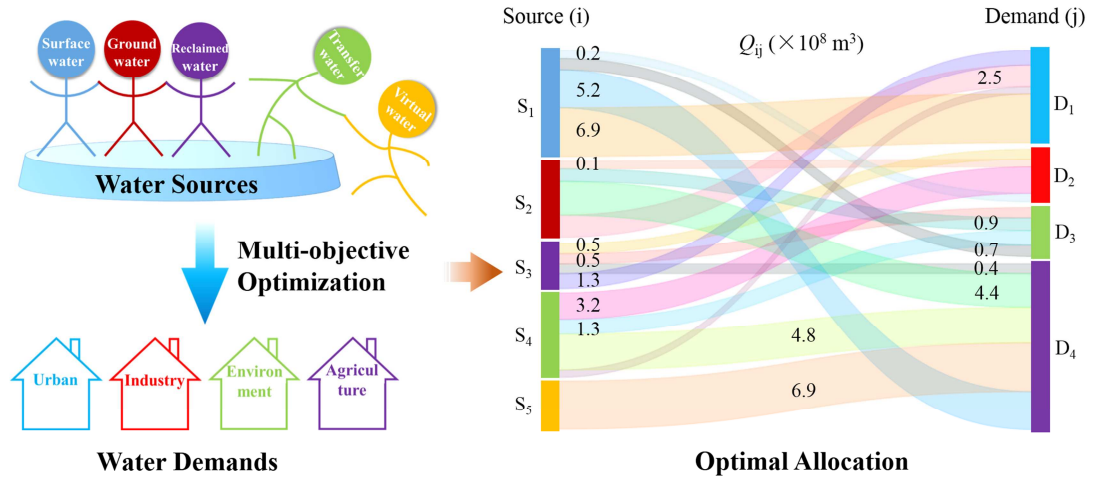 Surface
water
Ground
water
Reclaimed
water
Transfer
water
Virtual
water
Water Sources
Multi-objective
Optimization
Urban
Industry
Environ
ment
Agricul
ture
Water Demands
Source (i)
Demand (j)
Q_ij (×10⁸ m³)
S₁
S₂
S₃
S₄
S₅
0.2
5.2
6.9
0.1
0.5
0.5
1.3
3.2
1.3
4.8
6.9
2.5
0.9
0.7
0.4
4.4
D₁
D₂
D₃
D₄
Optimal Allocation